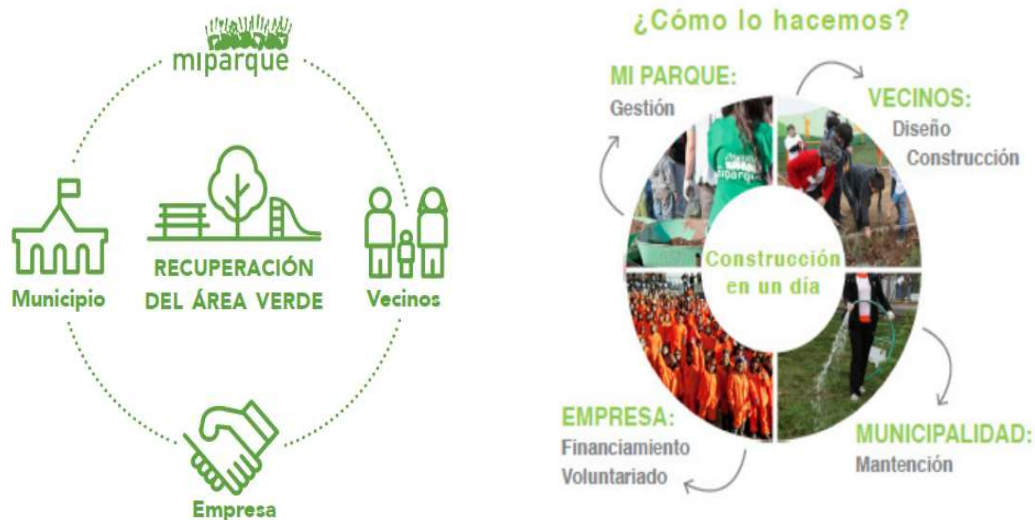 miparque
RECUPERACIÓN
DEL ÁREA VERDE
Municipio
Vecinos
Empresa
¿Cómo lo hacemos?
MI PARQUE:
Gestión
VECINOS:
Diseño
Construcción
miparque
Construcción
en un día
EMPRESA:
Financiamiento
Voluntariado
MUNICIPALIDAD:
Mantención